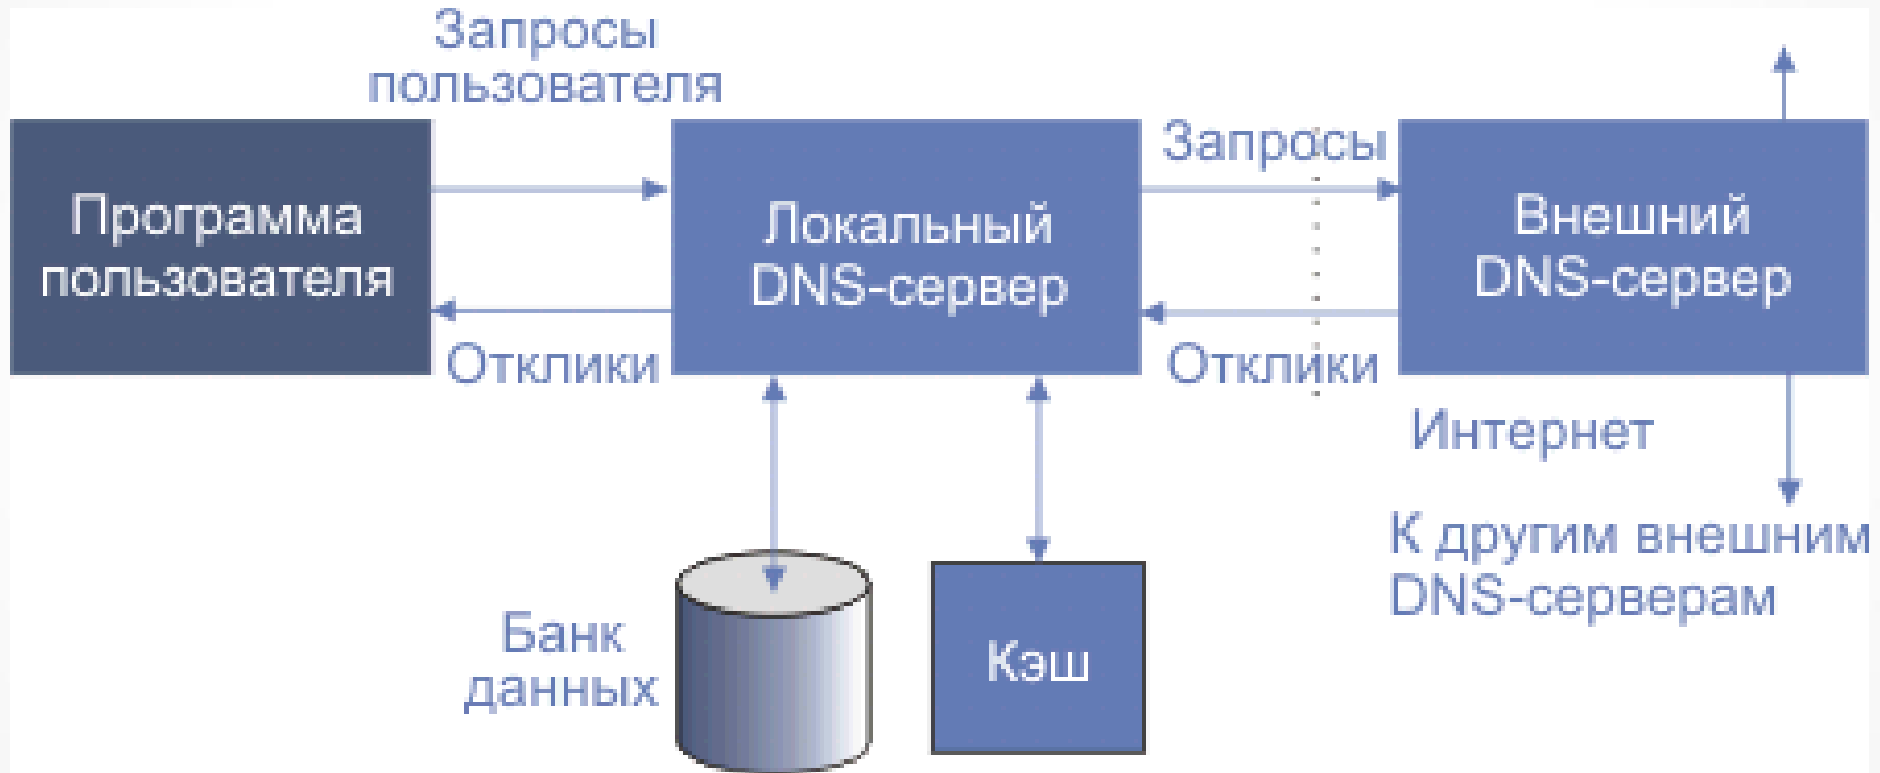 Запросы
пользователя
Программа
пользователя
Отклики
Локальный
DNS-сервер
Запросы
Отклики
Внешний
DNS-сервер
Интернет
К другим внешним
DNS-серверам
Банк
данных
Кэш